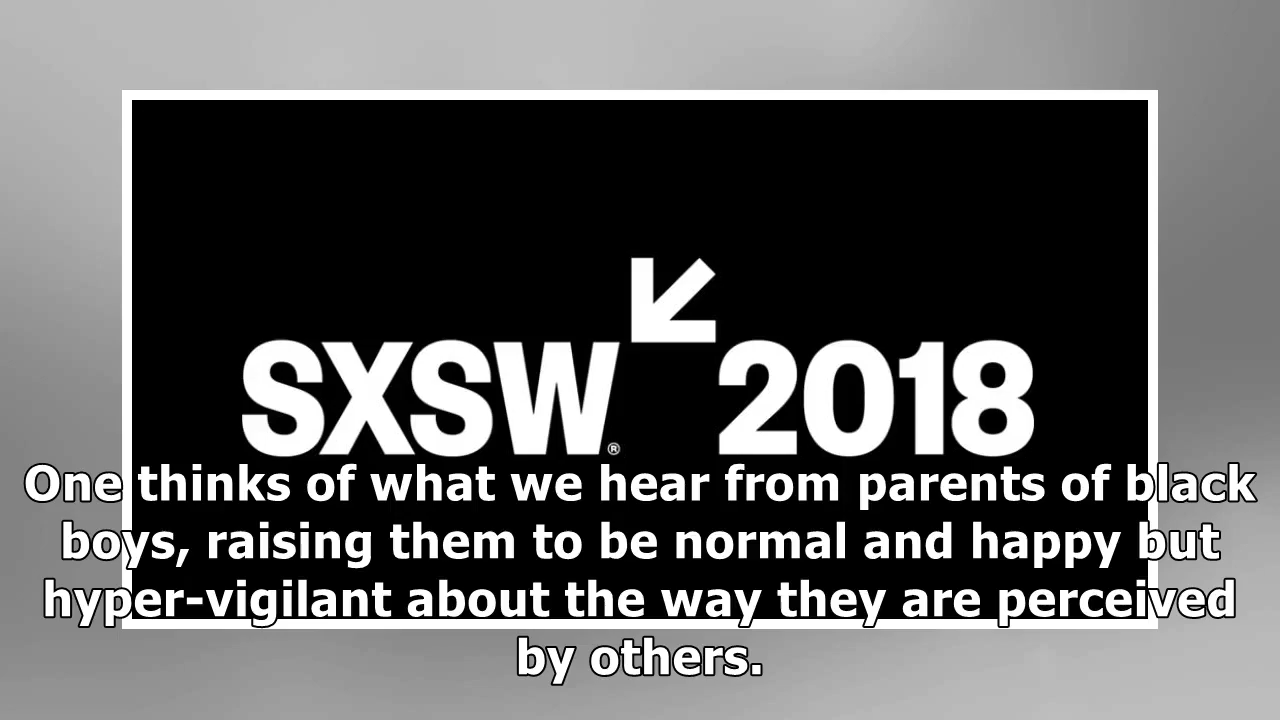 SXSW® 2018
One thinks of what we hear from parents of black
boys, raising them to be normal and happy but
hyper-vigilant about the way they are perceived
by others.